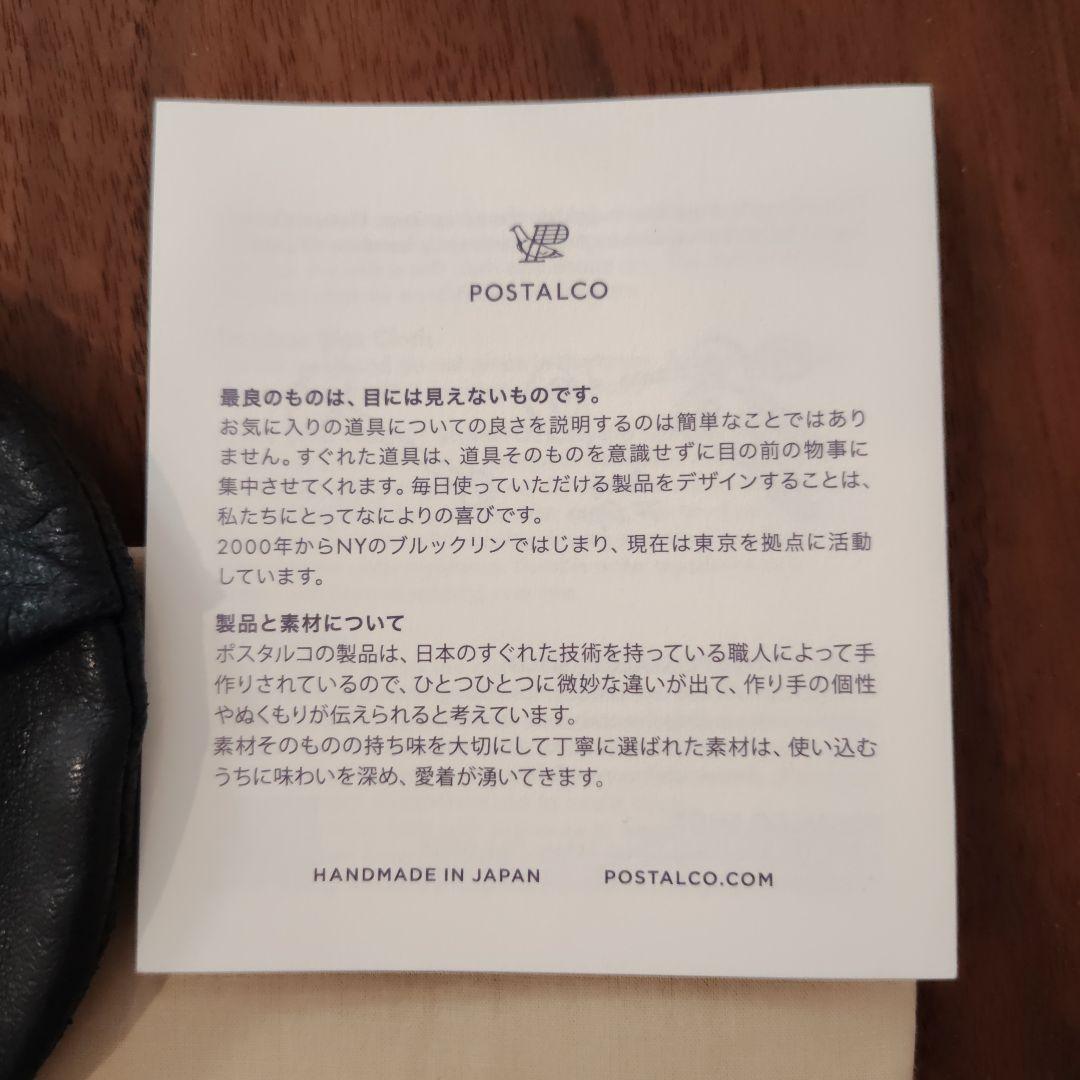 POSTALCO
最良のものは、目には見えないものです。
お気に入りの道具についての良さを説明するのは簡単なことではあり
ません。すぐれた道具は、道具そのものを意識せずに目の前の物事に
集中させてくれます。毎日使っていただける製品をデザインすることは、
私たちにとってなによりの喜びです。
2000年からNYのブルックリンではじまり、現在は東京を拠点に活動
しています。
製品と素材について
ポスタルコの製品は、日本のすぐれた技術を持っている職人によって手
作りされているので、ひとつひとつに微妙な違いが出て、作り手の個性
やぬくもりが伝えられると考えています。
素材そのものの持ち味を大切にして丁寧に選ばれた素材は、使い込む
うちに味わいを深め、愛着が湧いてきます。
HANDMADE IN JAPAN POSTALCO.COM